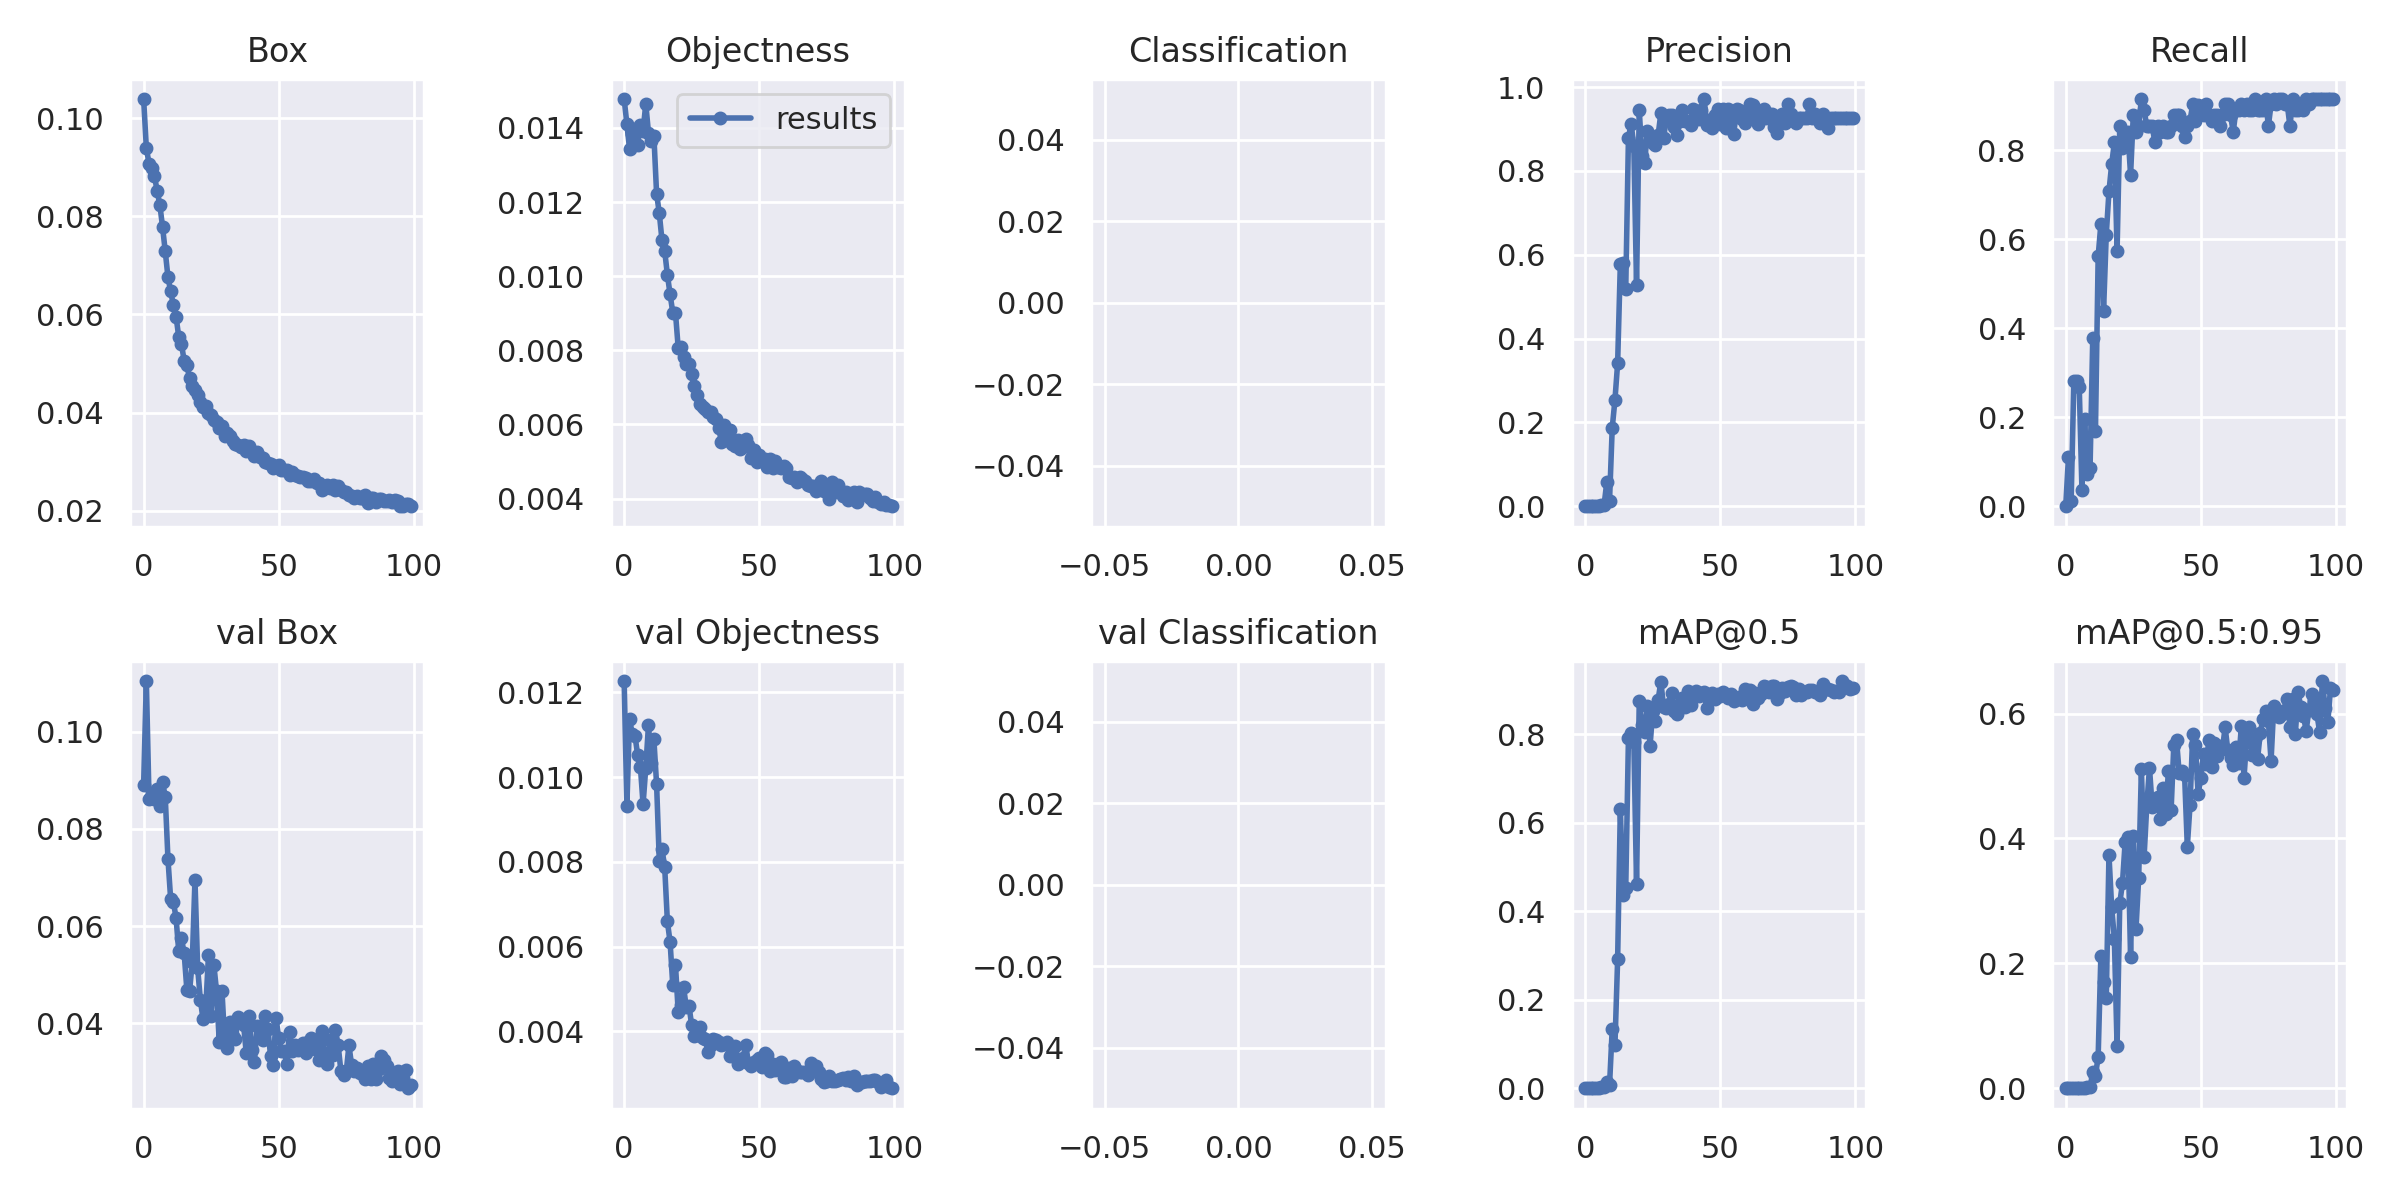 Box
Objectness
Classification
Precision
Recall
0.10
0.08
0.06
0.04
0.02
0 50 100
results
0.014
0.012
0.010
0.008
0.006
0.004
0 50 100
0.04
0.02
0.00
−0.02
−0.04
−0.05 0.00 0.05
1.0
0.8
0.6
0.4
0.2
0.0
0 50 100
0.8
0.6
0.4
0.2
0.0
0 50 100
val Box
val Objectness
val Classification
mAP@0.5
mAP@0.5:0.95
0.10
0.08
0.06
0.04
0 50 100
0.012
0.010
0.008
0.006
0.004
0 50 100
0.04
0.02
0.00
−0.02
−0.04
−0.05 0.00 0.05
0.8
0.6
0.4
0.2
0.0
0 50 100
0.6
0.4
0.2
0.0
0 50 100